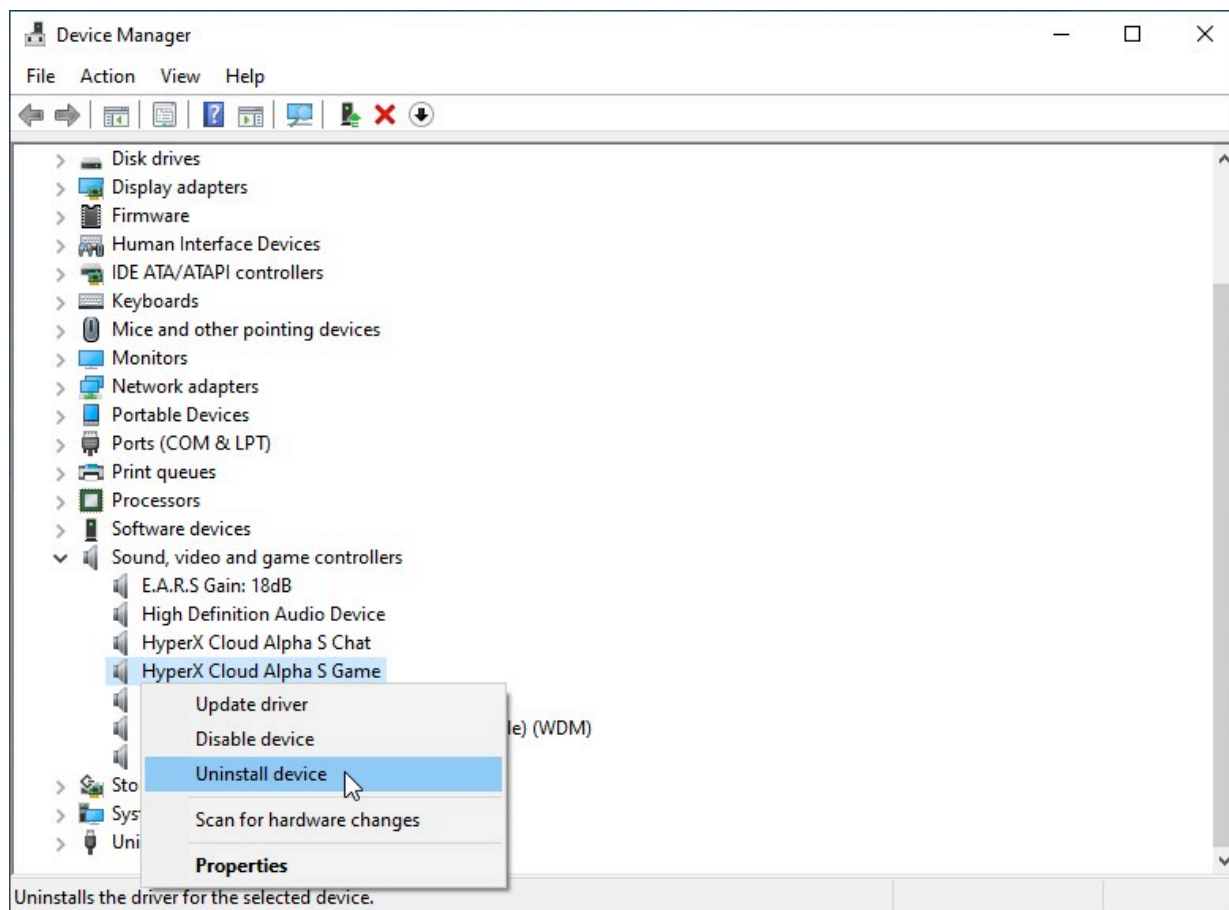 Device Manager
File Action View Help
Disk drives
Display adapters
Firmware
Human Interface Devices
IDE ATA/ATAPI controllers
Keyboards
Mice and other pointing devices
Monitors
Network adapters
Portable Devices
Ports (COM & LPT)
Print queues
Processors
Software devices
Sound, video and game controllers
E.A.R.S Gain: 18dB
High Definition Audio Device
HyperX Cloud Alpha S Chat
HyperX Cloud Alpha S Game
Update driver
le) (WDM)
Disable device
Uninstall device
Sto
Sys
Scan for hardware changes
Uni
Properties
Uninstalls the driver for the selected device.